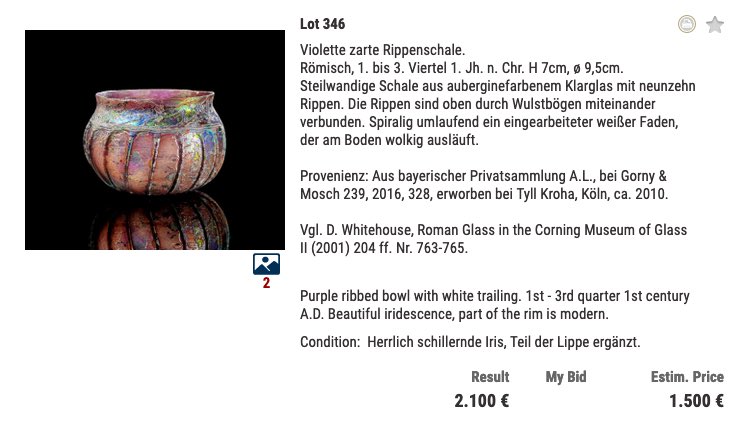 Lot 346
Violette zarte Rippenschale.
Römisch, 1. bis 3. Viertel 1. Jh. n. Chr. H 7cm, ø 9,5cm.
Steilwandige Schale aus auberginefarbenem Klarglas mit neunzehn
Rippen. Die Rippen sind oben durch Wulstbögen miteinander
verbunden. Spiralig umlaufend ein eingearbeiteter weißer Faden,
der am Boden wolkig ausläuft.
Provenienz: Aus bayerischer Privatsammlung A.L., bei Gorny &
Mosch 239, 2016, 328, erworben bei Tyll Kroha, Köln, ca. 2010.
Vgl. D. Whitehouse, Roman Glass in the Corning Museum of Glass
II (2001) 204 ff. Nr. 763-765.
2
Purple ribbed bowl with white trailing. 1st - 3rd quarter 1st century
A.D. Beautiful iridescence, part of the rim is modern.
Condition: Herrlich schillernde Iris, Teil der Lippe ergänzt.
Result My Bid Estim. Price
2.100 € 1.500 €